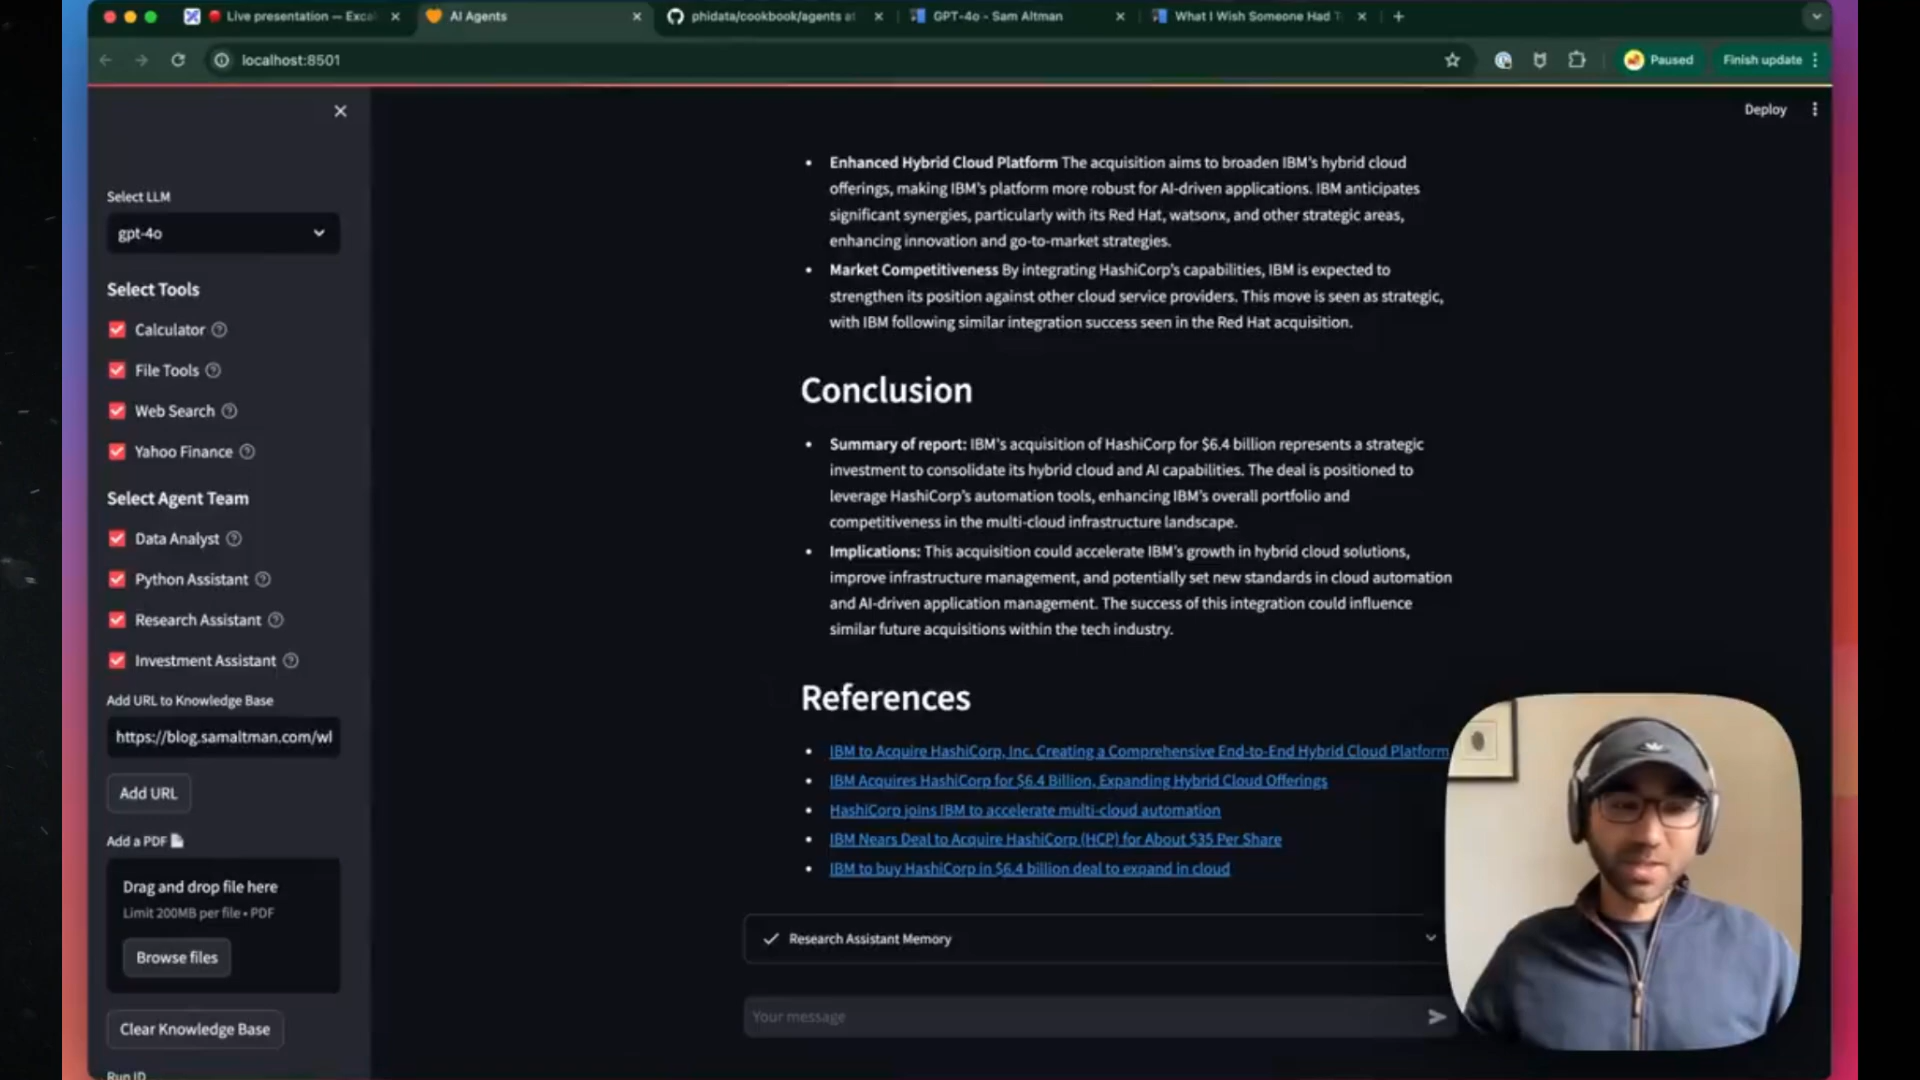 Live presentation — Exca
AI Agents
phidata/cookbook/agents at
GPT-4o - Sam Altman
What I Wish Someone Had T
localhost:8501
Paused
Finish update
Deploy
Select LLM
gpt-4o
Select Tools
Calculator
File Tools
Web Search
Yahoo Finance
Select Agent Team
Data Analyst
Python Assistant
Research Assistant
Investment Assistant
Add URL to Knowledge Base
https://blog.samaltman.com/wl
Add URL
Add a PDF
Drag and drop file here
Limit 200MB per file • PDF
Browse files
Clear Knowledge Base
Run ID
• Enhanced Hybrid Cloud Platform The acquisition aims to broaden IBM's hybrid cloud
offerings, making IBM's platform more robust for AI-driven applications. IBM anticipates
significant synergies, particularly with its Red Hat, watsonx, and other strategic areas,
enhancing innovation and go-to-market strategies.
• Market Competitiveness By integrating HashiCorp's capabilities, IBM is expected to
strengthen its position against other cloud service providers. This move is seen as strategic,
with IBM following similar integration success seen in the Red Hat acquisition.
Conclusion
• Summary of report: IBM's acquisition of HashiCorp for $6.4 billion represents a strategic
investment to consolidate its hybrid cloud and AI capabilities. The deal is positioned to
leverage HashiCorp's automation tools, enhancing IBM's overall portfolio and
competitiveness in the multi-cloud infrastructure landscape.
• Implications: This acquisition could accelerate IBM's growth in hybrid cloud solutions,
improve infrastructure management, and potentially set new standards in cloud automation
and AI-driven application management. The success of this integration could influence
similar future acquisitions within the tech industry.
References
• IBM to Acquire HashiCorp, Inc. Creating a Comprehensive End-to-End Hybrid Cloud Platform
• IBM Acquires HashiCorp for $6.4 Billion, Expanding Hybrid Cloud Offerings
• HashiCorp joins IBM to accelerate multi-cloud automation
• IBM Nears Deal to Acquire HashiCorp (HCP) for About $35 Per Share
• IBM to buy HashiCorp in $6.4 billion deal to expand in cloud
Research Assistant Memory
Your message